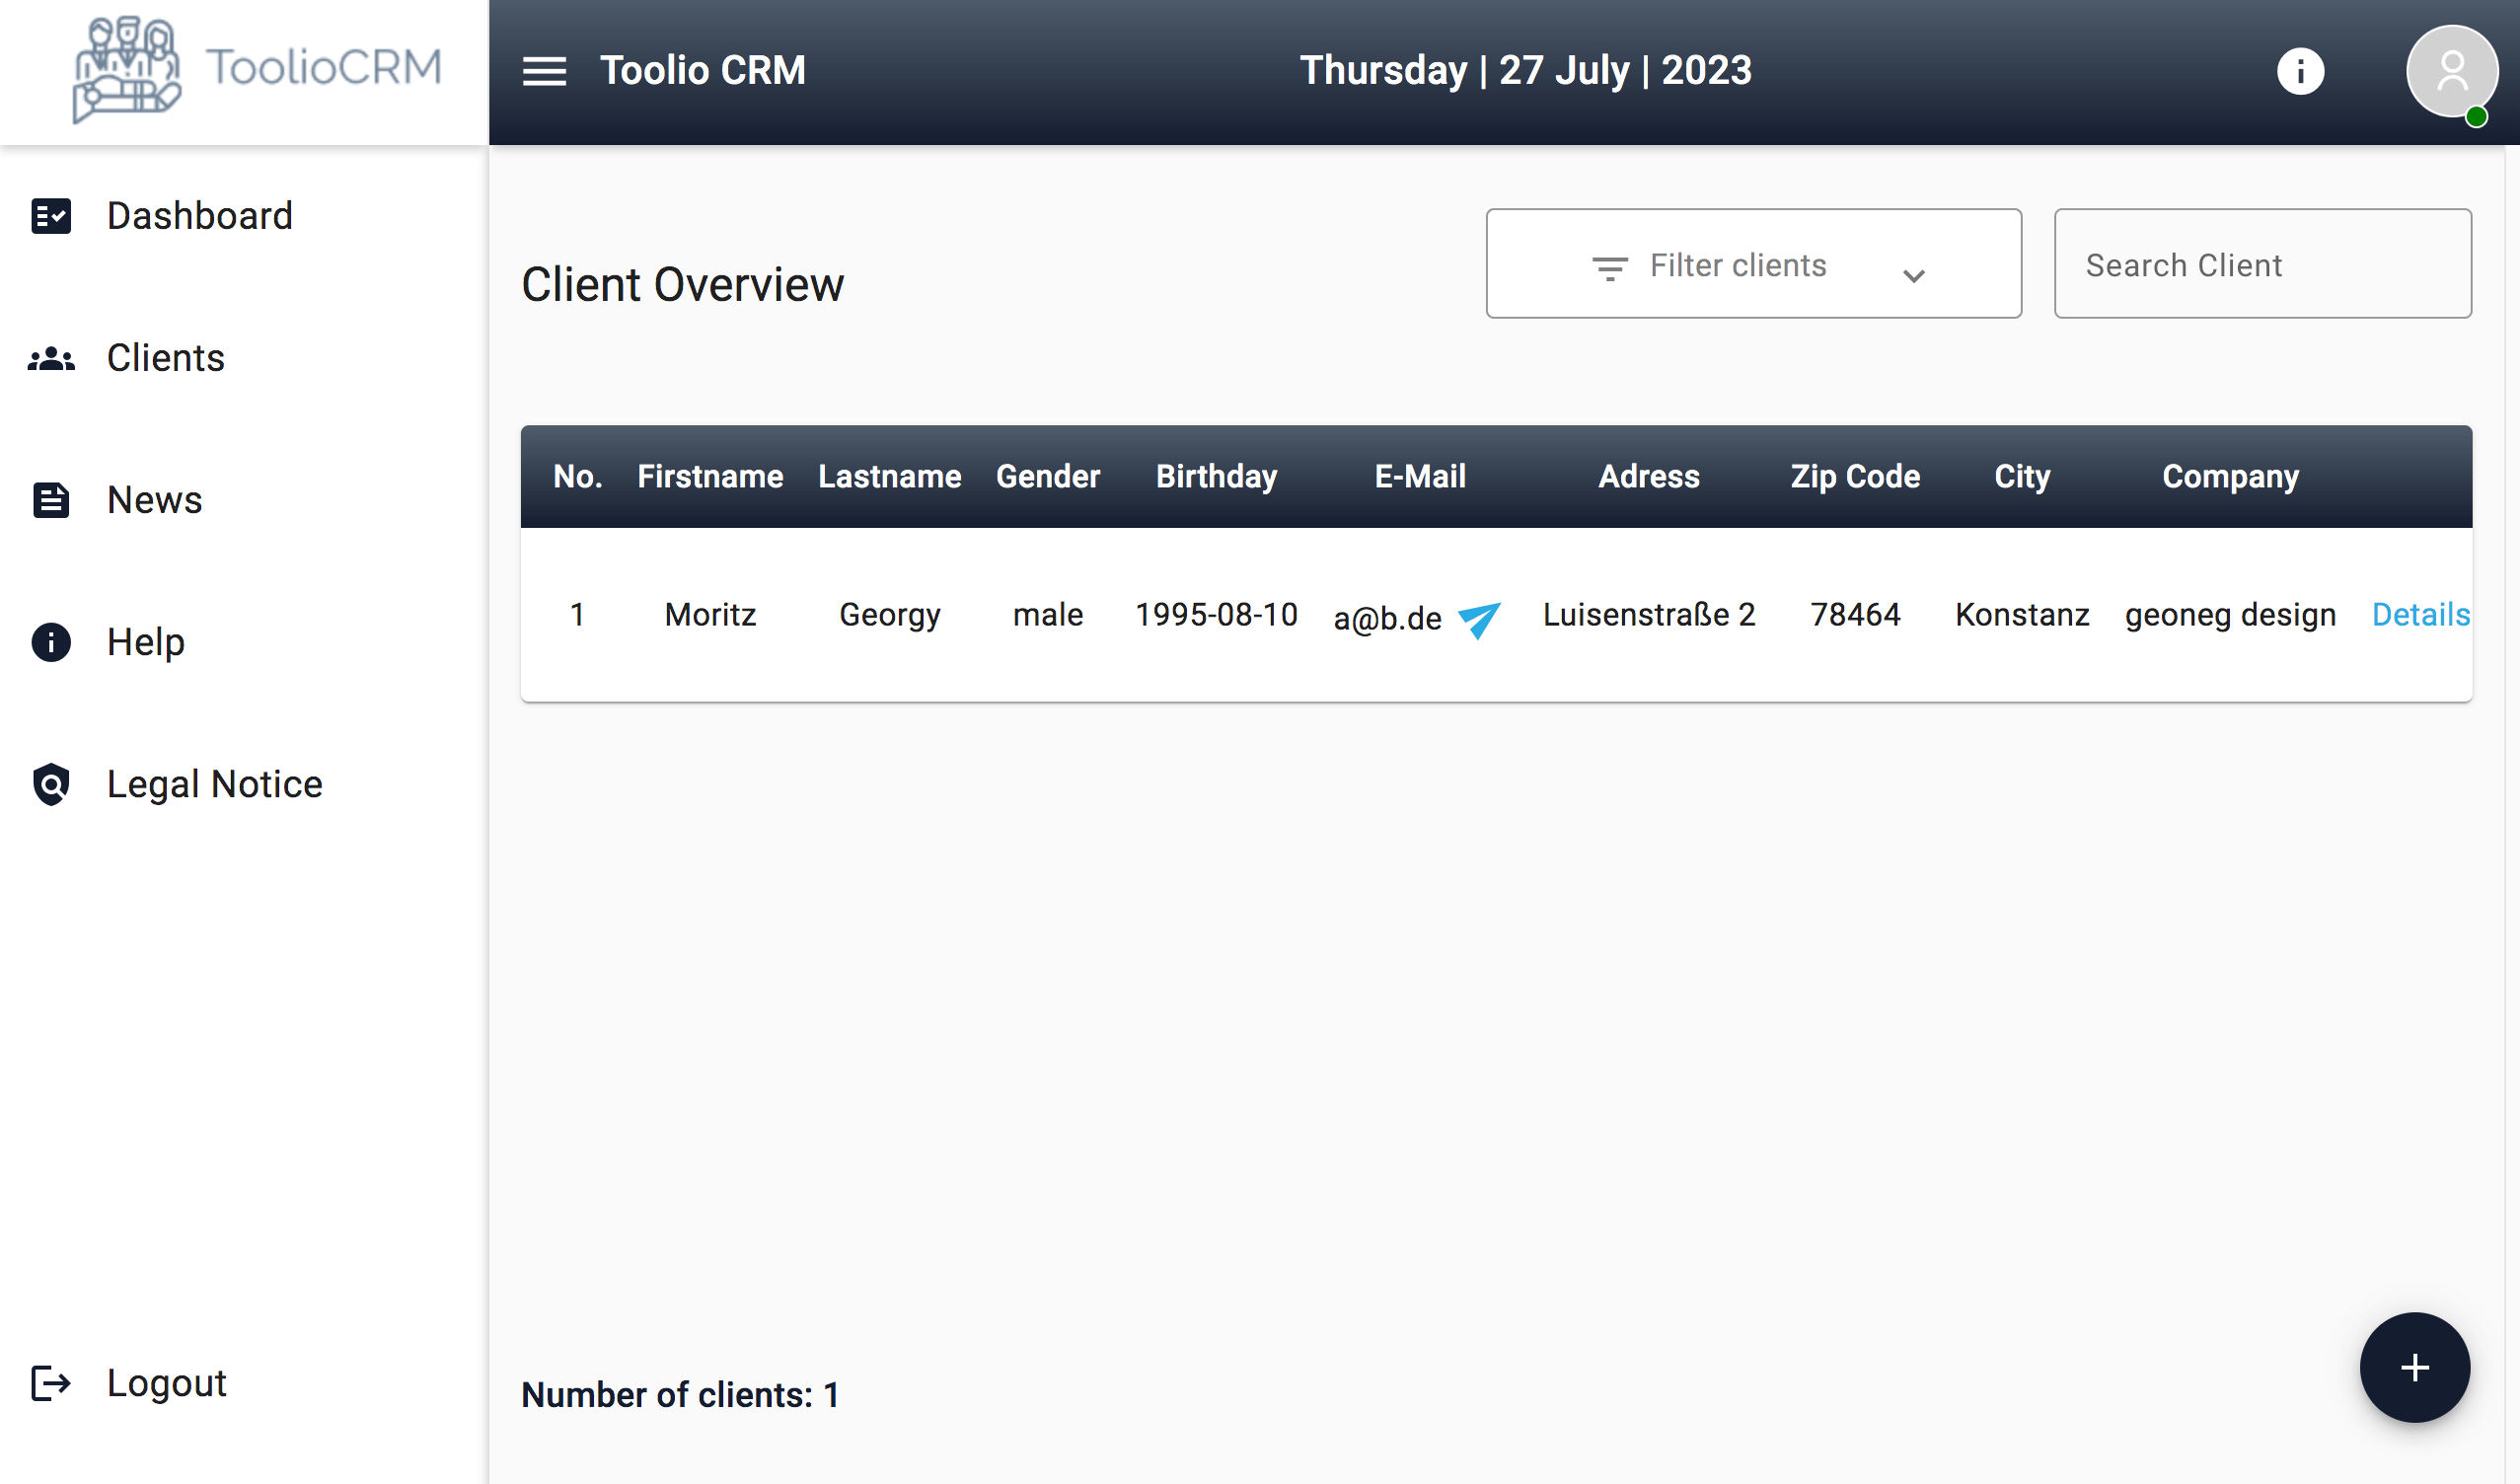 ToolioCRM
Toolio CRM
Thursday | 27 July | 2023
Dashboard
Clients
News
Help
Legal Notice
Logout
Client Overview
Filter clients
Search Client
No. Firstname Lastname Gender Birthday E-Mail Adress Zip Code City Company
1 Moritz Georgy male 1995-08-10 a@b.de Luisenstraße 2 78464 Konstanz geoneg design Details
Number of clients: 1